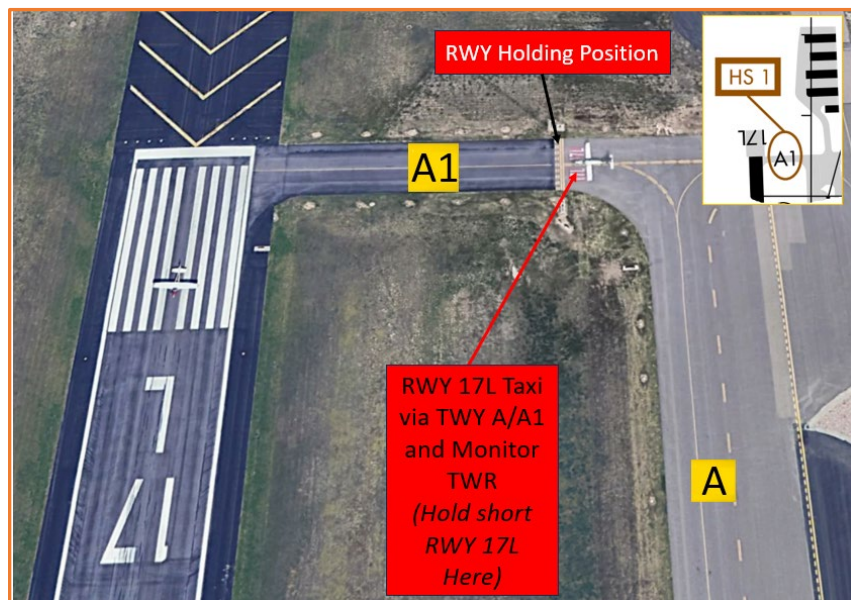 RWY Holding Position
HS 1
17L
A1
A1
RWY 17L Taxi
via TWY A/A1
and Monitor
TWR
(Hold short
RWY 17L
Here)
A
L
17